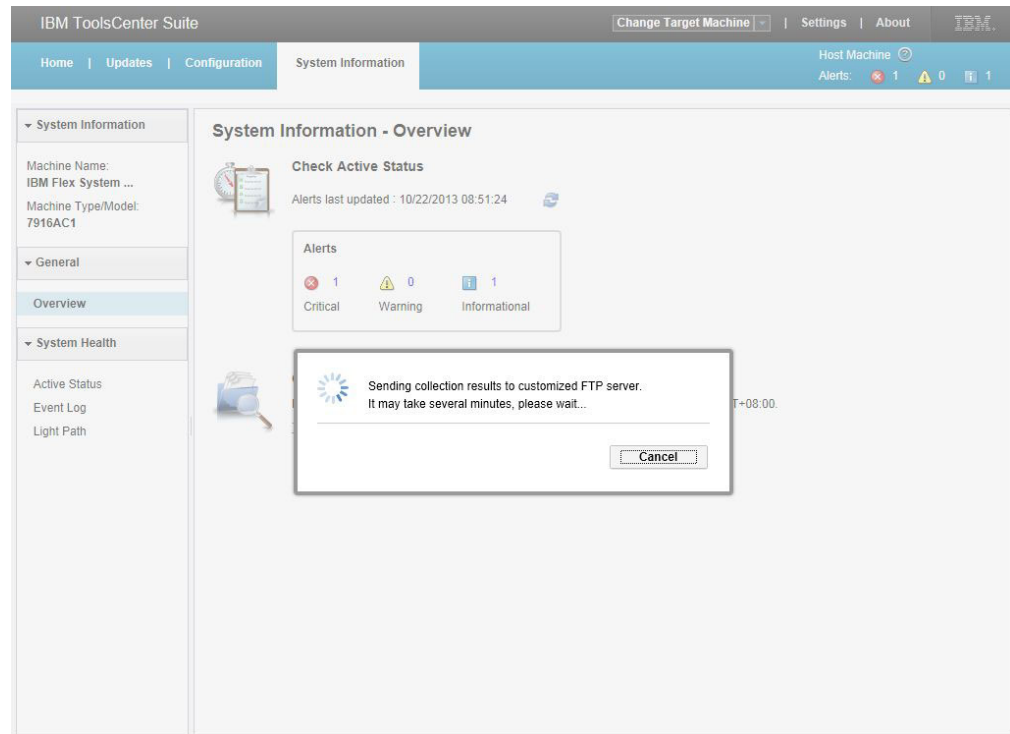 IBM ToolsCenter Suite
Change Target Machine | Settings | About IBM.
Home | Updates | Configuration System Information
Host Machine ?
Alerts: 1 0 1
System Information
Machine Name:
IBM Flex System ...
Machine Type/Model:
7916AC1
General
Overview
System Health
Active Status
Event Log
Light Path
System Information - Overview
Check Active Status
Alerts last updated : 10/22/2013 08:51:24
Alerts
1 0 1
Critical Warning Informational
Sending collection results to customized FTP server.
It may take several minutes, please wait...
Cancel
T+08:00.